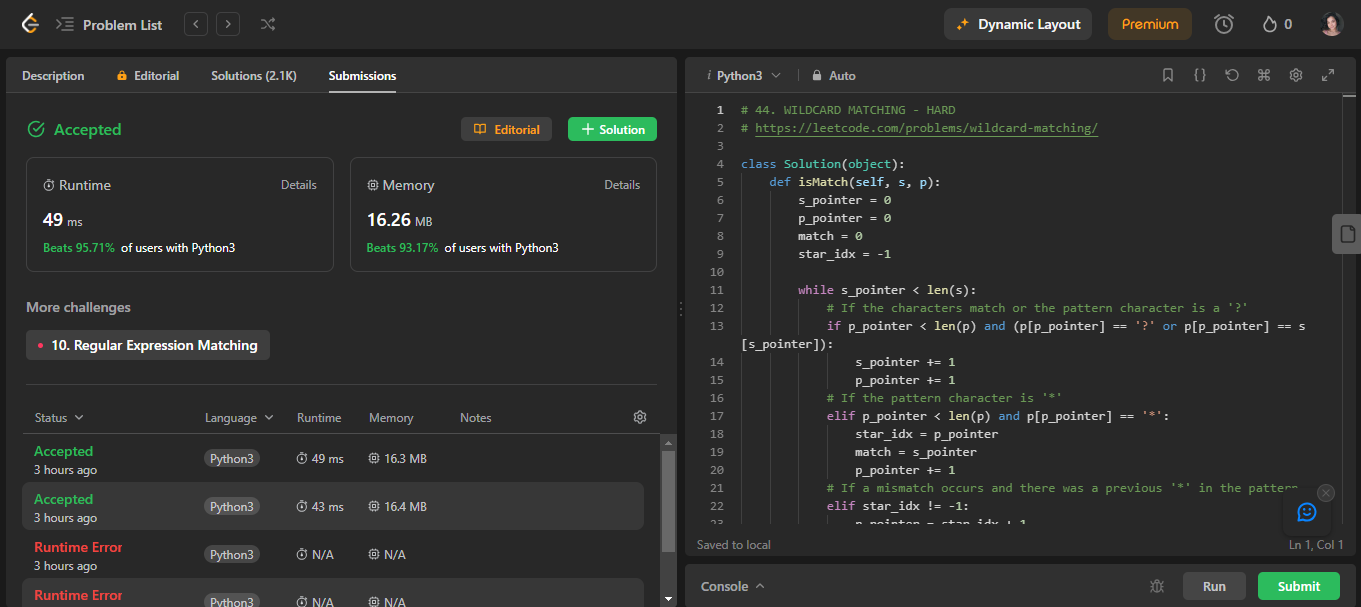 Problem List
Dynamic Layout
Premium
0
Description
Editorial
Solutions (2.1K)
Submissions
Accepted
Editorial
+ Solution
Runtime
Details
49 ms
Beats 95.71% of users with Python3
Memory
Details
16.26 MB
Beats 93.17% of users with Python3
More challenges
10. Regular Expression Matching
Status
Language
Runtime
Memory
Notes
Accepted
3 hours ago
Python3
49 ms
16.3 MB
Accepted
3 hours ago
Python3
43 ms
16.4 MB
Runtime Error
3 hours ago
Python3
N/A
N/A
Runtime Error
Python3
N/A
N/A
i Python3
Auto
1 # 44. WILDCARD MATCHING - HARD
2 # https://leetcode.com/problems/wildcard-matching/
3
4 class Solution(object):
5 def isMatch(self, s, p):
6 s_pointer = 0
7 p_pointer = 0
8 match = 0
9 star_idx = -1
10
11 while s_pointer < len(s):
12 # If the characters match or the pattern character is a '?'
13 if p_pointer < len(p) and (p[p_pointer] == '?' or p[p_pointer] == s
[s_pointer]):
14 s_pointer += 1
15 p_pointer += 1
16 # If the pattern character is '*'
17 elif p_pointer < len(p) and p[p_pointer] == '*':
18 star_idx = p_pointer
19 match = s_pointer
20 p_pointer += 1
21 # If a mismatch occurs and there was a previous '*' in the pattern
22 elif star_idx != -1:
23 p_pointer = star_idx + 1
Saved to local
Ln 1, Col 1
Console
Run
Submit